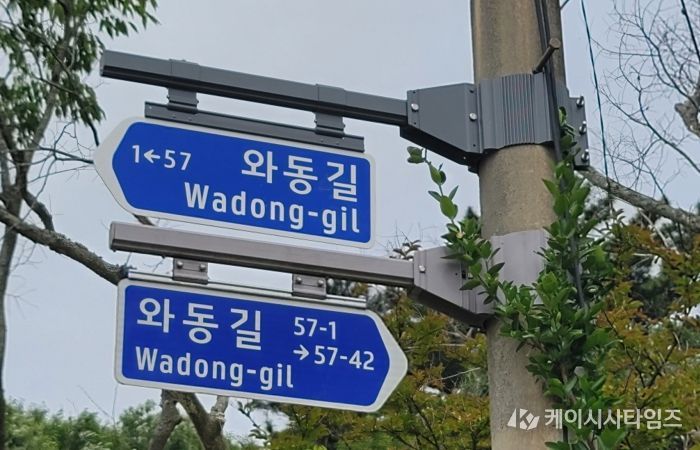 1←57 와동길
Wadong-gil
와동길 57-1
Wadong-gil →57-42
케이시사타임즈